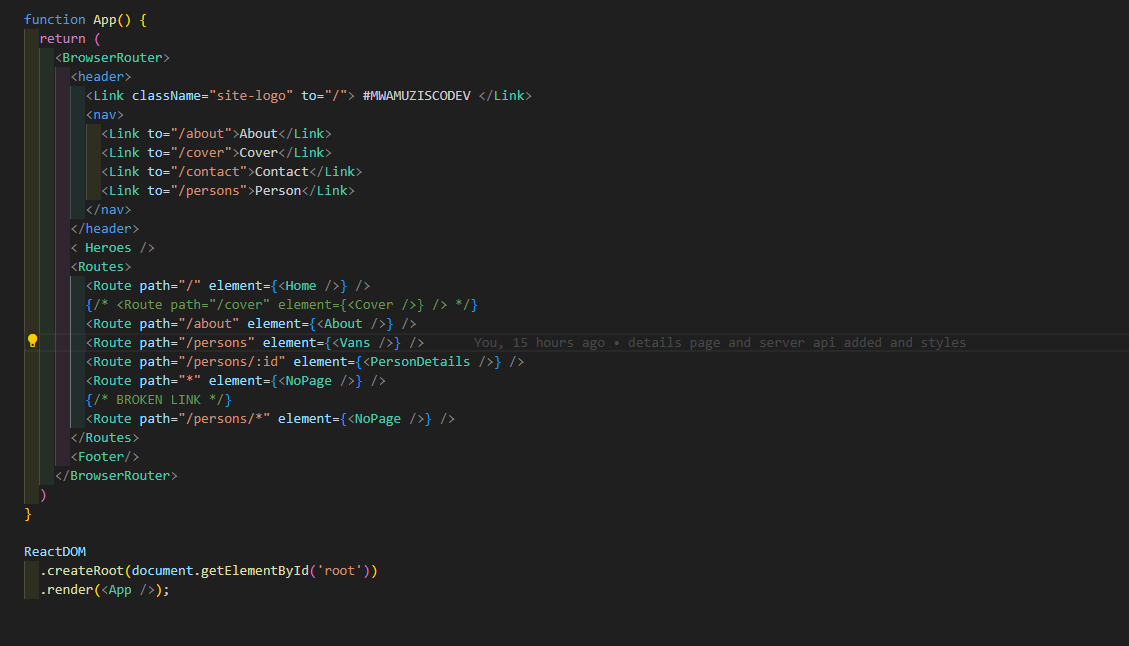 function App() {
  return (
    <BrowserRouter>
      <header>
        <Link className="site-logo" to="/"> #MWAMUZISCODEV </Link>
        <nav>
          <Link to="/about">About</Link>
          <Link to="/cover">Cover</Link>
          <Link to="/contact">Contact</Link>
          <Link to="/persons">Person</Link>
        </nav>
      </header>
      < Heroes />
      <Routes>
        <Route path="/" element={<Home />} />
        {/* <Route path="/cover" element={<Cover />} /> */}
        <Route path="/about" element={<About />} />
        <Route path="/persons" element={<Vans />} />      You, 15 hours ago • details page and server api added and styles
        <Route path="/persons/:id" element={<PersonDetails />} />
        <Route path="*" element={<NoPage />} />
        {/* BROKEN LINK */}
        <Route path="/persons/*" element={<NoPage />} />
      </Routes>
      <Footer/>
    </BrowserRouter>
  )
}

ReactDOM
  .createRoot(document.getElementById('root'))
  .render(<App />);